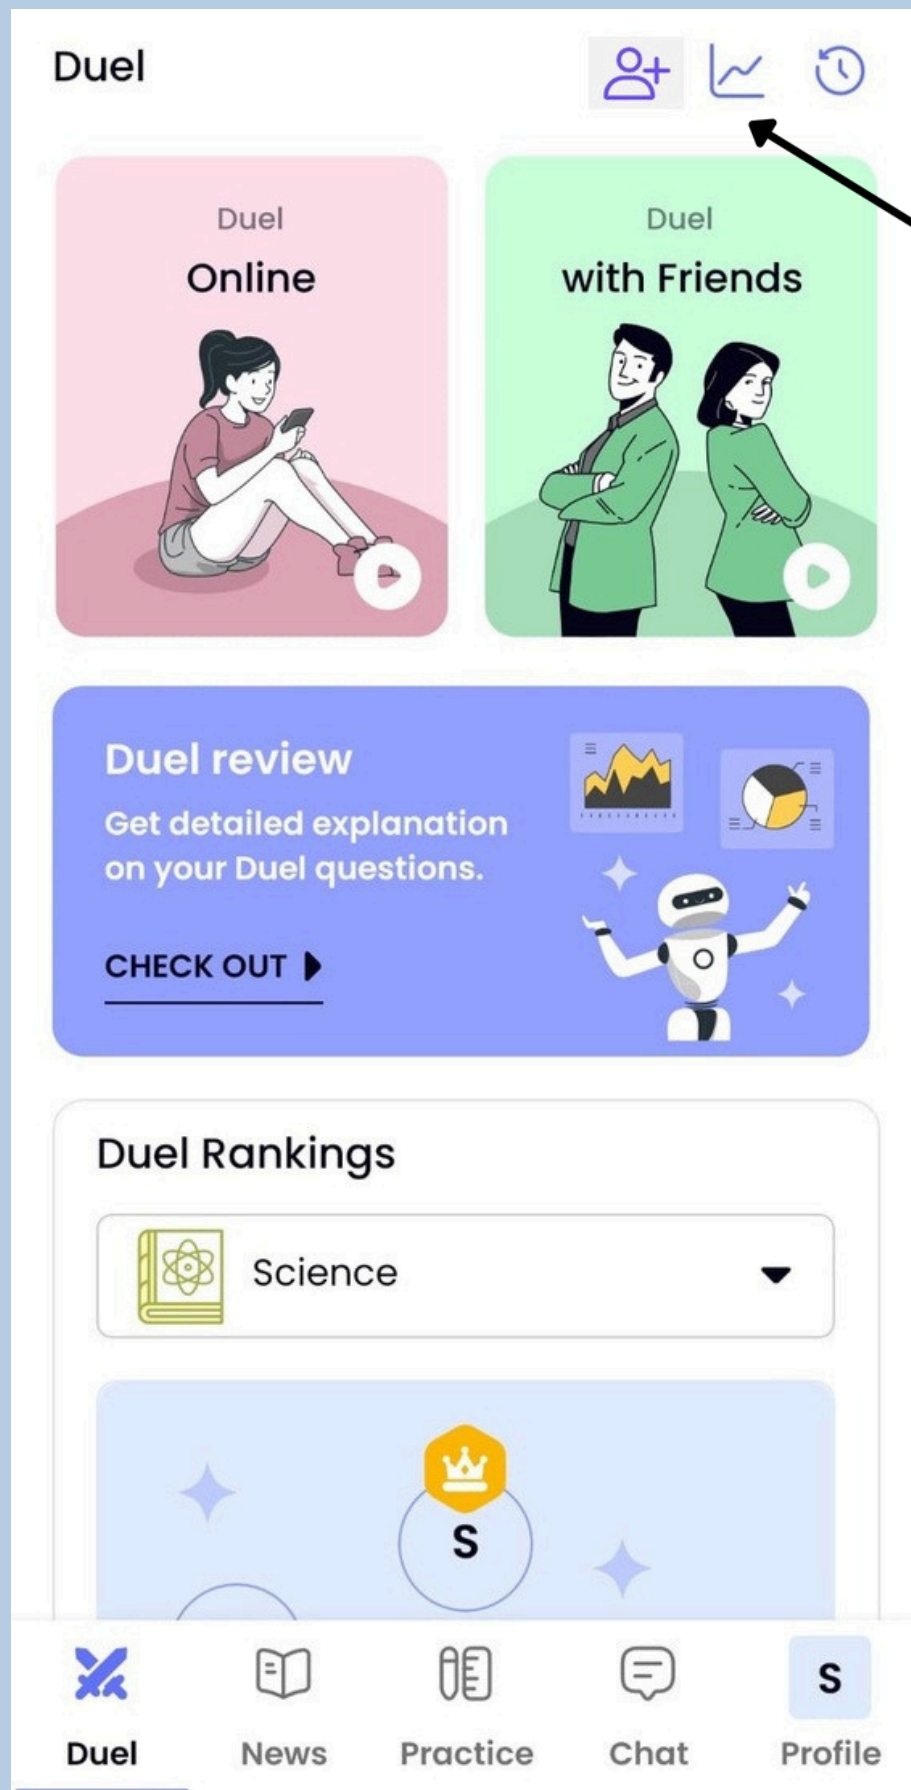 Duel
Duel
Online
Duel
with Friends
Duel review
Get detailed explanation
on your Duel questions.
CHECK OUT
Duel Rankings
Science
S
S
Duel
News
Practice
Chat
Profile